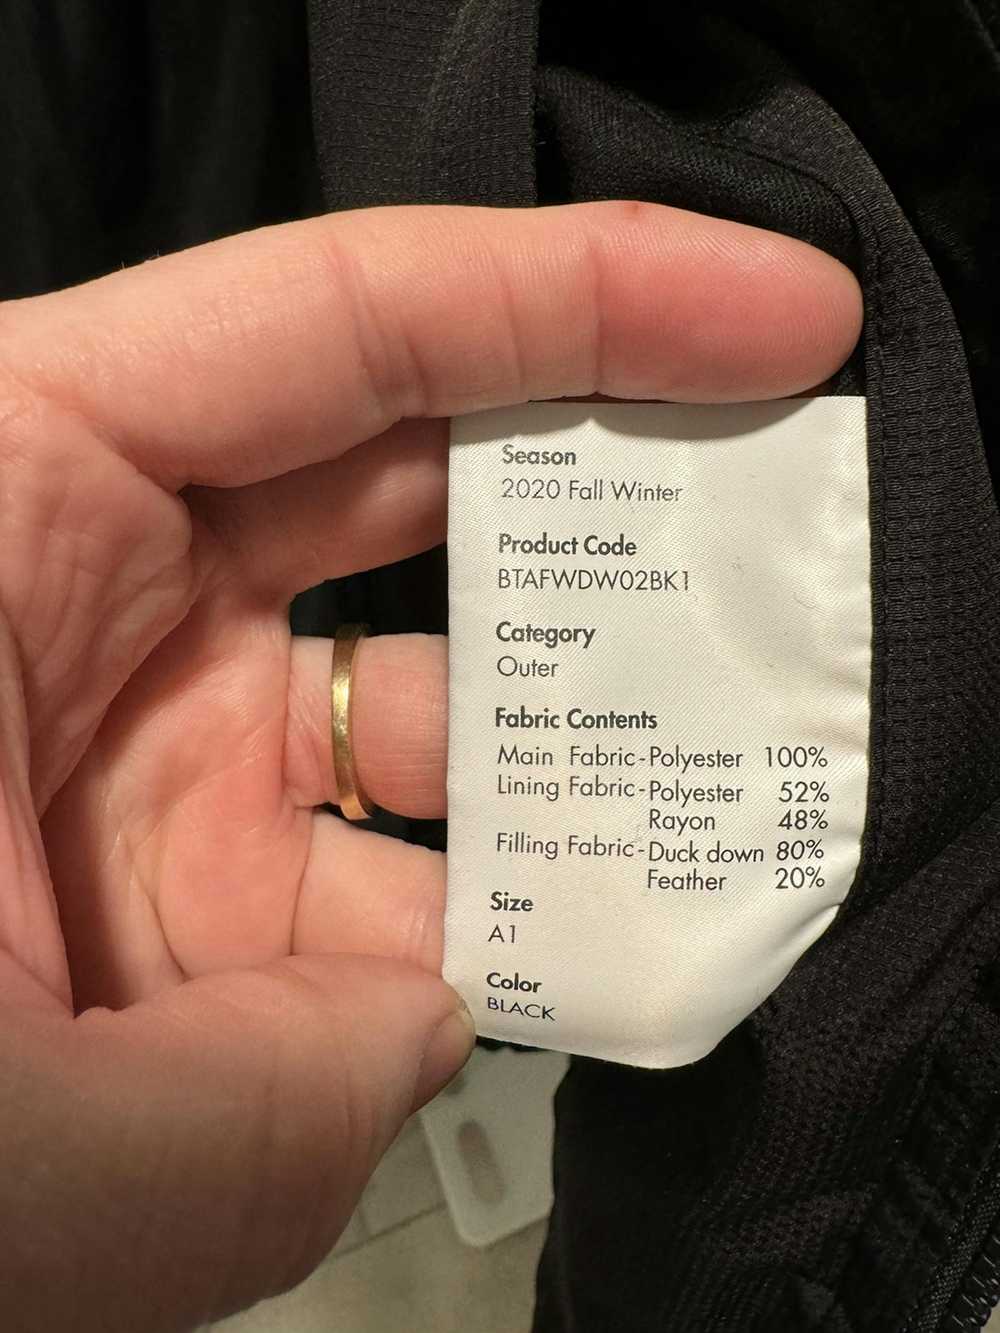 Season
2020 Fall Winter
Product Code
BTAFWDW02BK1
Category
Outer
Fabric Contents
Main Fabric-Polyester 100%
Lining Fabric-Polyester 52%
Rayon 48%
Filling Fabric-Duck down 80%
Feather 20%
Size
A1
Color
BLACK